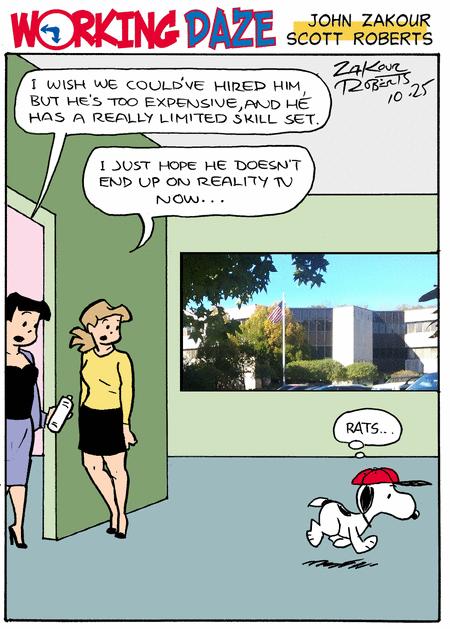 WORKING DAZE
JOHN ZAKOUR
SCOTT ROBERTS
ZAKOUR
ROBERTS
10·25
I WISH WE COULD'VE HIRED HIM,
BUT HE'S TOO EXPENSIVE, AND HE
HAS A REALLY LIMITED SKILL SET.
I JUST HOPE HE DOESN'T
END UP ON REALITY TV
NOW...
RATS...